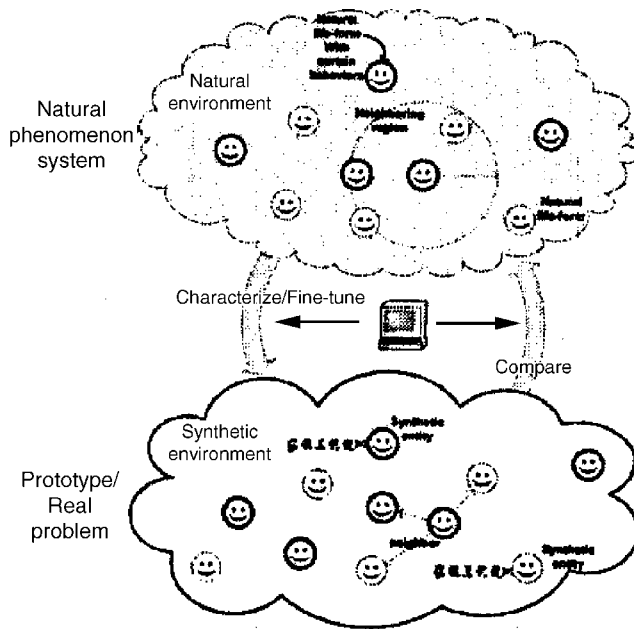 Natural
life-form
With
certain
behaviors
Natural
environment
Natural
phenomenon
system
Neighboring
region
Natural
life-form
Characterize/Fine-tune
Compare
Synthetic
environment
Synthetic
entity
Prototype/
Real
problem
neighbor
Synthetic
entity